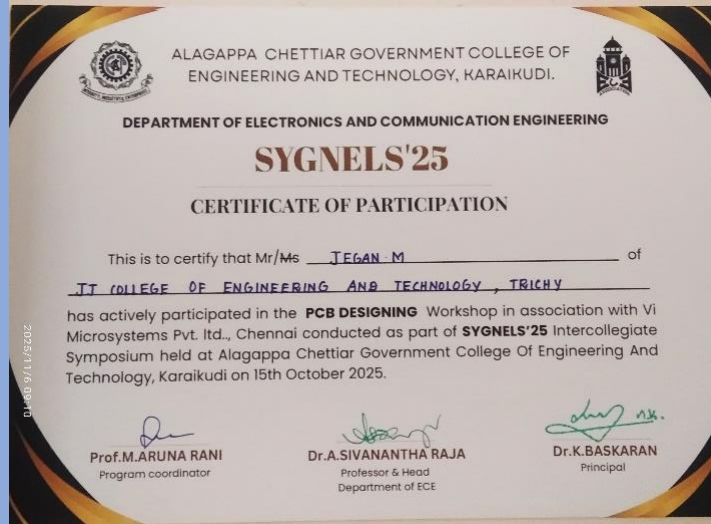 ALAGAPPA CHETTIAR GOVERNMENT COLLEGE OF
ENGINEERING AND TECHNOLOGY, KARAIKUDI.
DEPARTMENT OF ELECTRONICS AND COMMUNICATION ENGINEERING
SYGNELS'25
CERTIFICATE OF PARTICIPATION
This is to certify that Mr/Ms JEGAN M of
JJ COLLEGE OF ENGINEERING AND TECHNOLOGY, TRICHY
has actively participated in the PCB DESIGNING Workshop in association with Vi
Microsystems Pvt. ltd.., Chennai conducted as part of SYGNELS'25 Intercollegiate
Symposium held at Alagappa Chettiar Government College Of Engineering And
Technology, Karaikudi on 15th October 2025.
Prof.M.ARUNA RANI
Program coordinator
Dr.A.SIVANANTHA RAJA
Professor & Head
Department of ECE
Dr.K.BASKARAN
Principal
2025/11/6 09:10